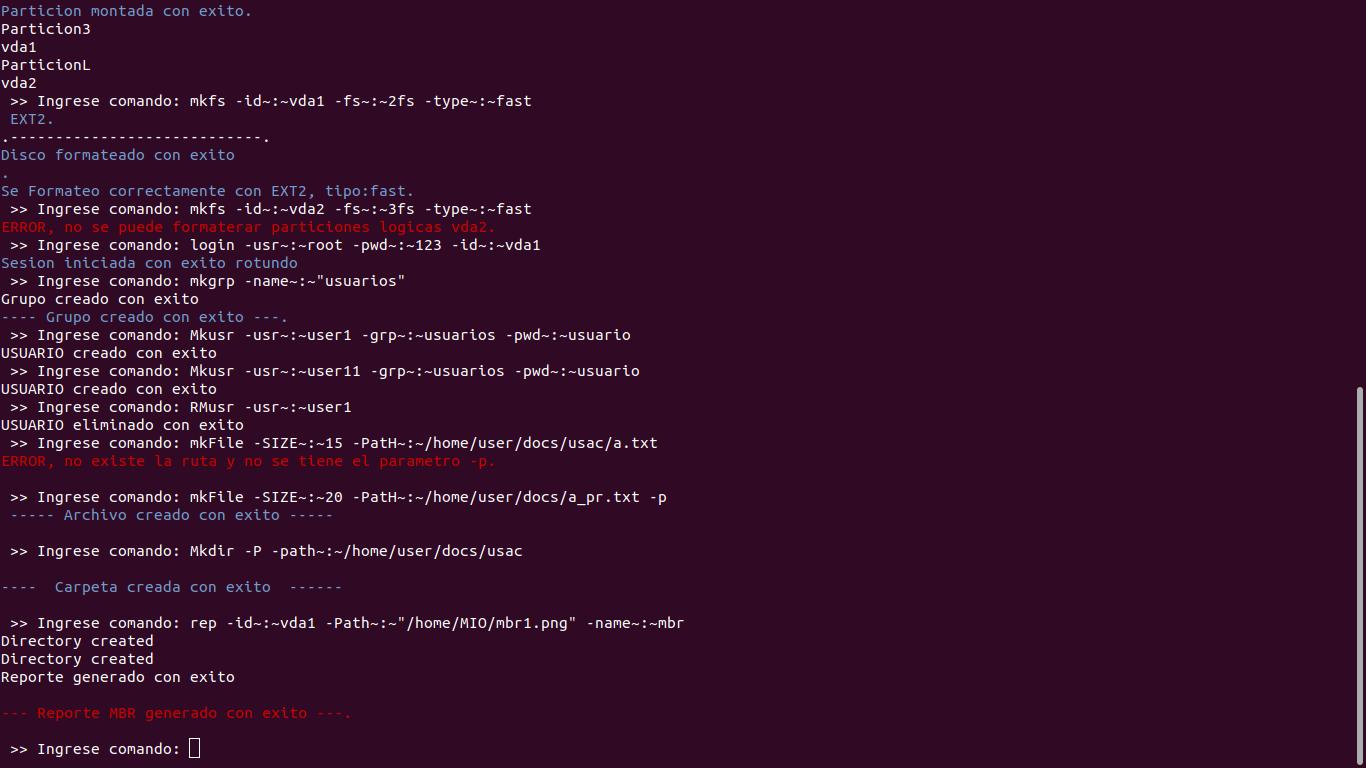 Particion montada con exito.
Particion3
vda1
ParticionL
vda2
 >> Ingrese comando: mkfs -id~:~vda1 -fs~:~2fs -type~:~fast
 EXT2.
.----------------------------.
Disco formateado con exito
.
Se Formateo correctamente con EXT2, tipo:fast.
 >> Ingrese comando: mkfs -id~:~vda2 -fs~:~3fs -type~:~fast
ERROR, no se puede formaterar particiones logicas vda2.
 >> Ingrese comando: login -usr~:~root -pwd~:~123 -id~:~vda1
Sesion iniciada con exito rotundo
 >> Ingrese comando: mkgrp -name~:~"usuarios"
Grupo creado con exito
---- Grupo creado con exito ---.
 >> Ingrese comando: Mkusr -usr~:~user1 -grp~:~usuarios -pwd~:~usuario
USUARIO creado con exito
 >> Ingrese comando: Mkusr -usr~:~user11 -grp~:~usuarios -pwd~:~usuario
USUARIO creado con exito
 >> Ingrese comando: RMusr -usr~:~user1
USUARIO eliminado con exito
 >> Ingrese comando: mkFile -SIZE~:~15 -PatH~:~/home/user/docs/usac/a.txt
ERROR, no existe la ruta y no se tiene el parametro -p.
 >> Ingrese comando: mkFile -SIZE~:~20 -PatH~:~/home/user/docs/a_pr.txt -p
 ----- Archivo creado con exito -----
 >> Ingrese comando: Mkdir -P -path~:~/home/user/docs/usac
----  Carpeta creada con exito  ------
 >> Ingrese comando: rep -id~:~vda1 -Path~:~"/home/MIO/mbr1.png" -name~:~mbr
Directory created
Directory created
Reporte generado con exito
--- Reporte MBR generado con exito ---.
 >> Ingrese comando: